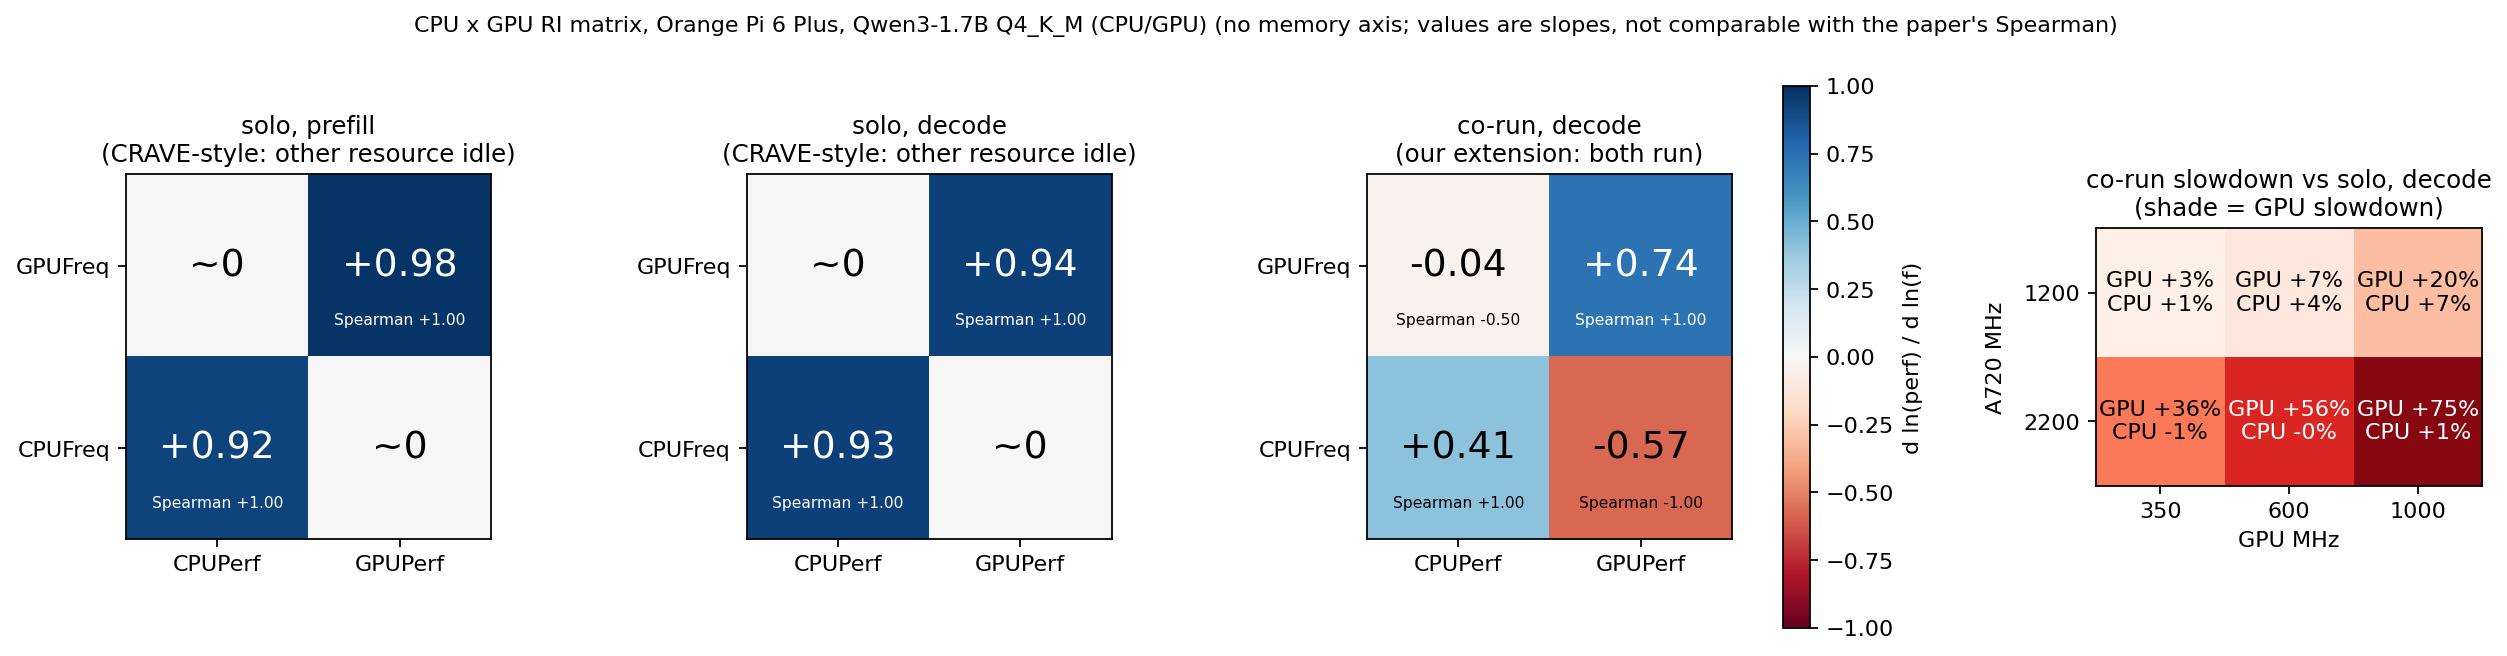 CPU x GPU RI matrix, Orange Pi 6 Plus, Qwen3-1.7B Q4_K_M (CPU/GPU) (no memory axis; values are slopes, not comparable with the paper's Spearman)
solo, prefill
(CRAVE-style: other resource idle)
GPUFreq
~0
+0.98
Spearman +1.00
CPUFreq
+0.92
Spearman +1.00
~0
CPUPerf
GPUPerf
solo, decode
(CRAVE-style: other resource idle)
GPUFreq
~0
+0.94
Spearman +1.00
CPUFreq
+0.93
Spearman +1.00
~0
CPUPerf
GPUPerf
co-run, decode
(our extension: both run)
GPUFreq
-0.04
Spearman -0.50
+0.74
Spearman +1.00
CPUFreq
+0.41
Spearman +1.00
-0.57
Spearman -1.00
CPUPerf
GPUPerf
1.00
0.75
0.50
0.25
0.00
−0.25
−0.50
−0.75
−1.00
d ln(perf) / d ln(f)
co-run slowdown vs solo, decode
(shade = GPU slowdown)
A720 MHz
1200
GPU +3%
CPU +1%
GPU +7%
CPU +4%
GPU +20%
CPU +7%
2200
GPU +36%
CPU -1%
GPU +56%
CPU -0%
GPU +75%
CPU +1%
350
600
1000
GPU MHz